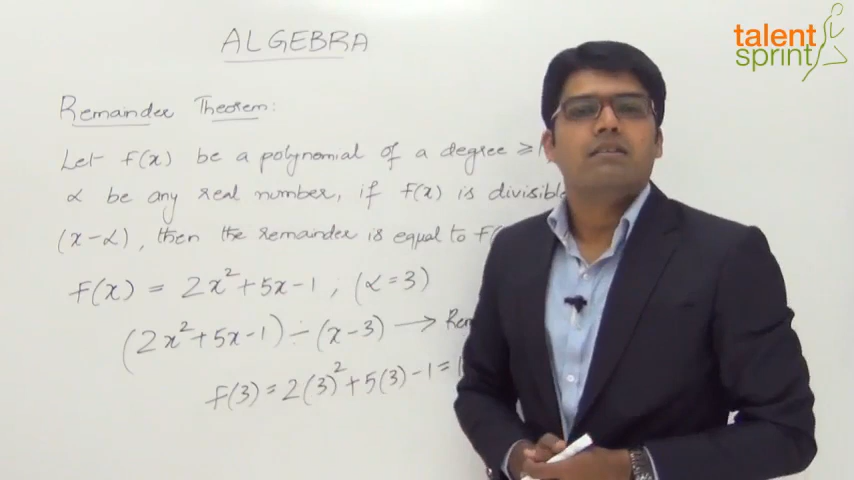 ALGEBRA
talent
sprint
Remainder Theorem:
Let f(x) be a polynomial of a degree ≥
α be any real number, if f(x) is divisible
(x-α), then the remainder is equal to f(
f(x) = 2x²+5x-1 ; (α=3)
(2x²+5x-1) ÷ (x-3) → Rem
f(3) = 2(3)²+5(3)-1 =